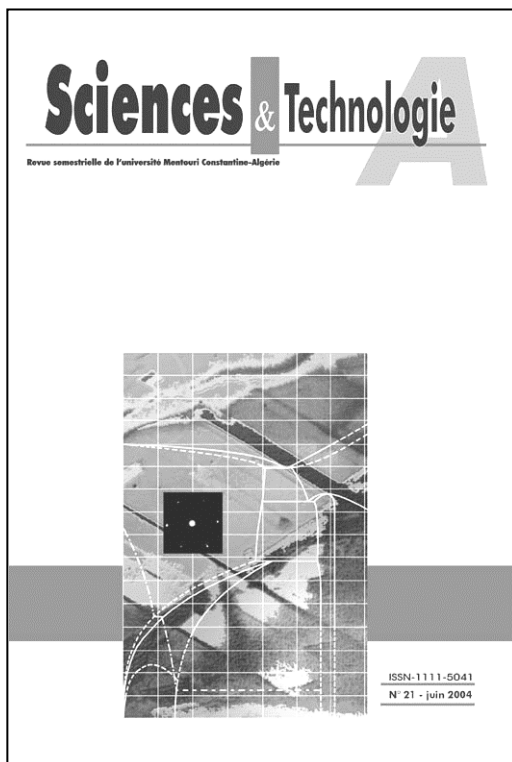 Sciences & Technologie A
Revue semestrielle de l'université Mentouri Constantine-Algérie
ISSN-1111-5041
N° 21 - juin 2004